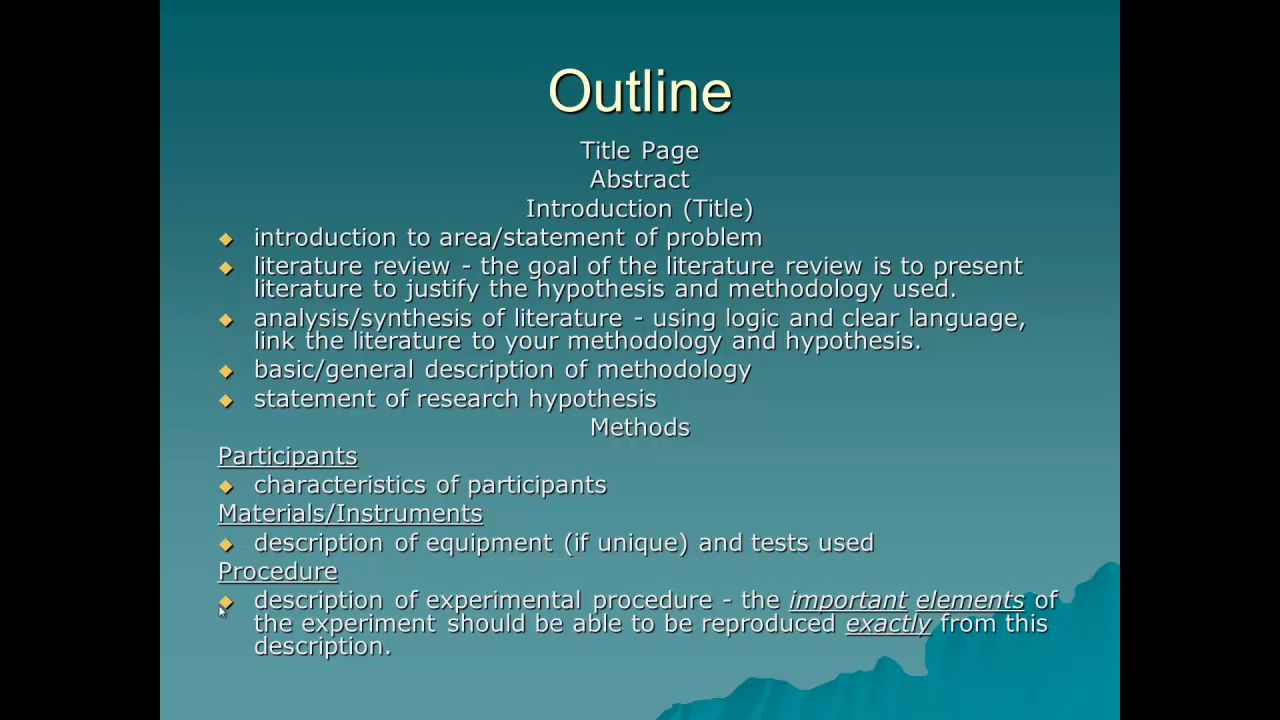 Outline
Title Page
Abstract
Introduction (Title)
introduction to area/statement of problem
literature review - the goal of the literature review is to present
literature to justify the hypothesis and methodology used.
analysis/synthesis of literature - using logic and clear language,
link the literature to your methodology and hypothesis.
basic/general description of methodology
statement of research hypothesis
Methods
Participants
characteristics of participants
Materials/Instruments
description of equipment (if unique) and tests used
Procedure
description of experimental procedure - the important elements of
the experiment should be able to be reproduced exactly from this
description.